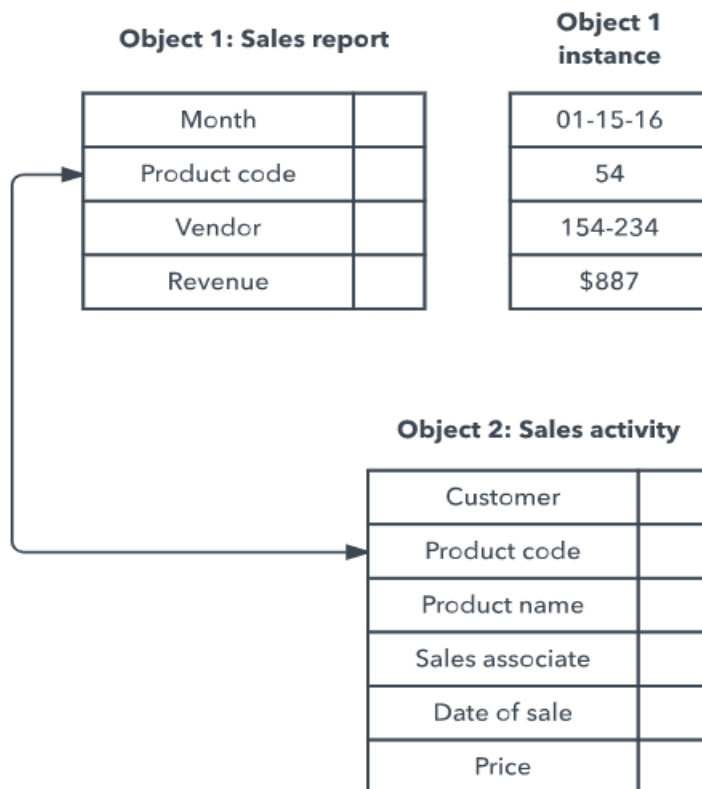 Object 1: Sales report
Object 1
instance
Month
01-15-16
Product code
54
Vendor
154-234
Revenue
$887
Object 2: Sales activity
Customer
Product code
Product name
Sales associate
Date of sale
Price